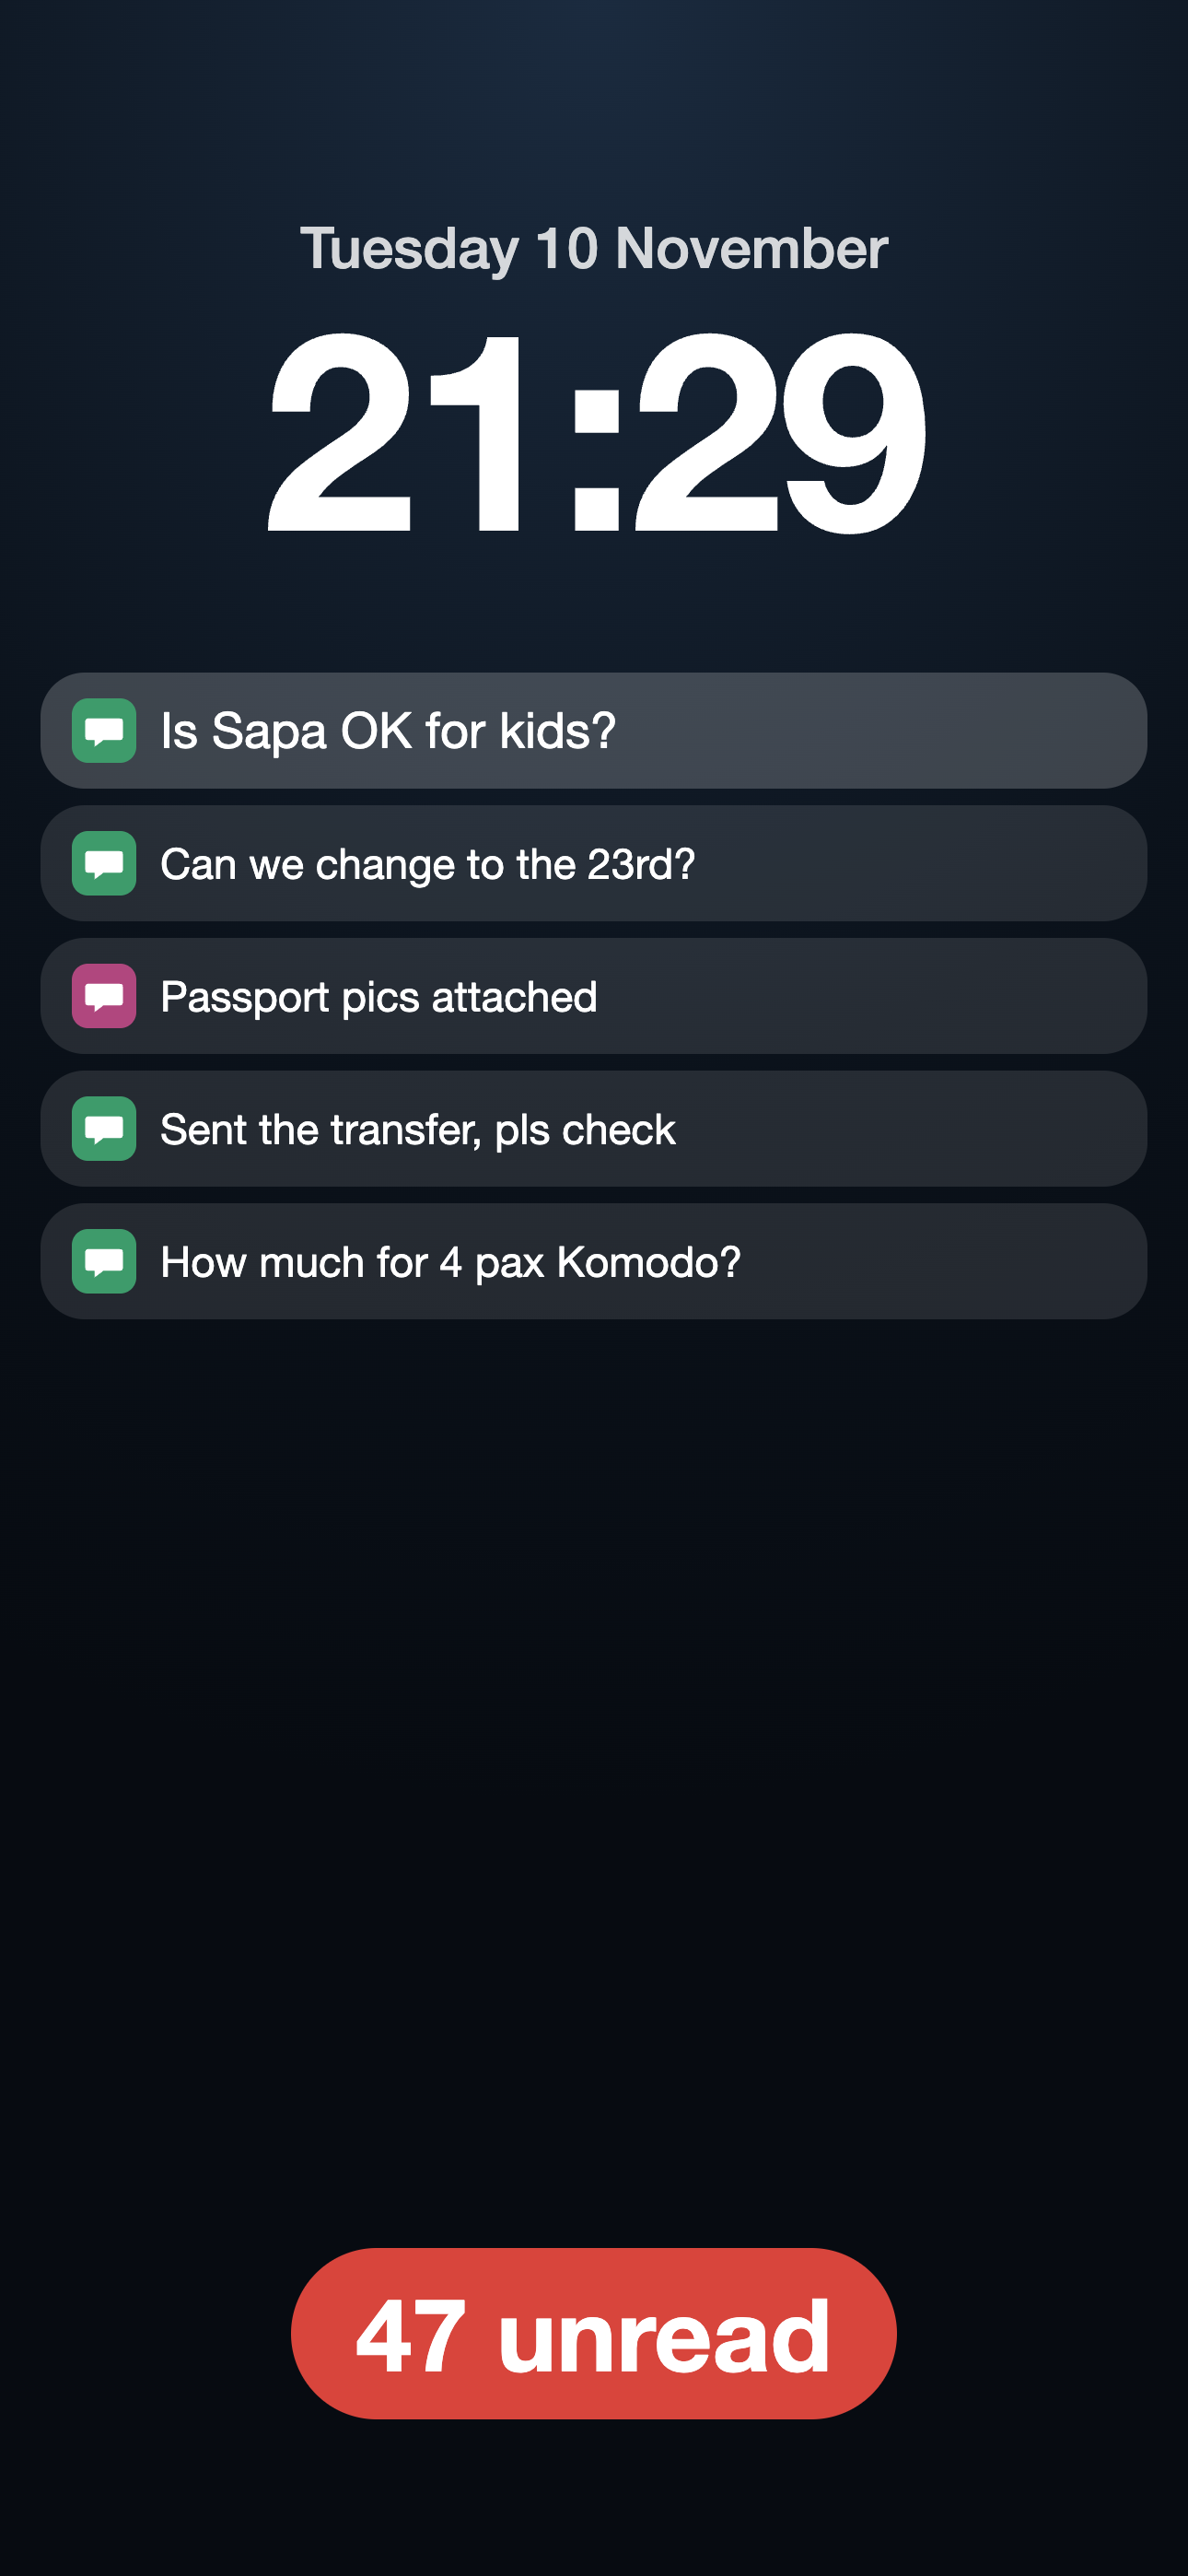 Tuesday 10 November
21:29
Is Sapa OK for kids?
Can we change to the 23rd?
Passport pics attached
Sent the transfer, pls check
How much for 4 pax Komodo?
47 unread